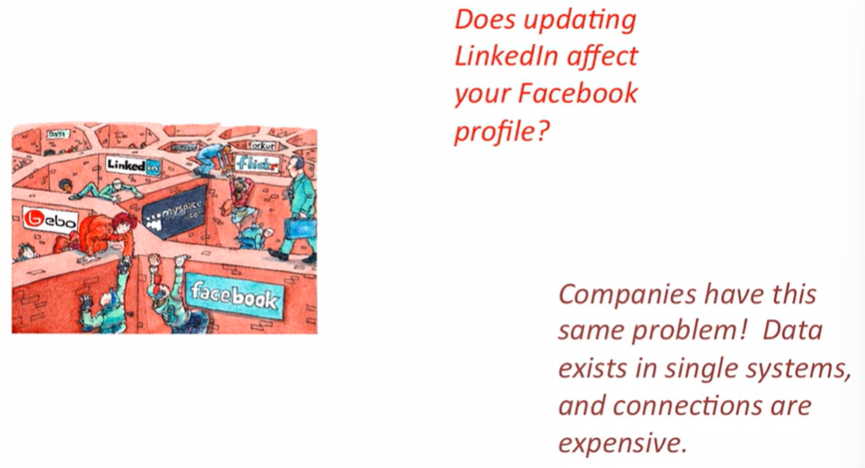 Does updating
LinkedIn affect
your Facebook
profile?
orkut
Linked in
flickr
myspace
.com
bebo
facebook
Companies have this
same problem! Data
exists in single systems,
and connections are
expensive.